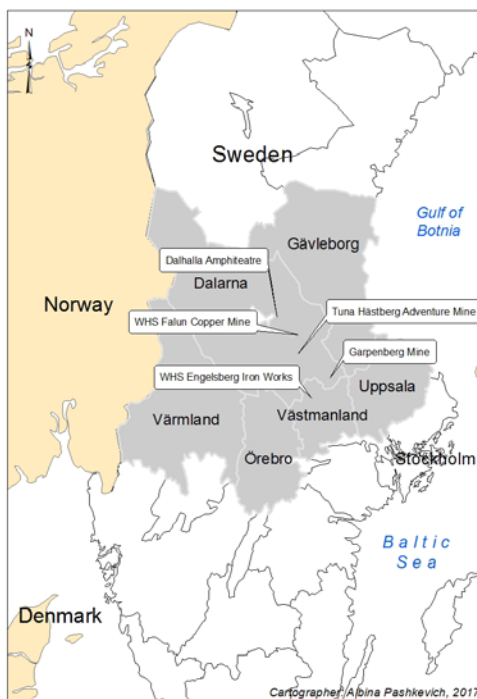 N
Sweden
Gulf of
Botnia
Gävleborg
Dalhalla Amphiteatre
Dalarna
Norway
Tuna Hästberg Adventure Mine
WHS Falun Copper Mine
Garpenberg Mine
WHS Engelsberg Iron Works
Uppsala
Värmland
Västmanland
Örebro
Stockholm
Baltic
Sea
Denmark
Cartographer: Albina Pashkevich, 2017